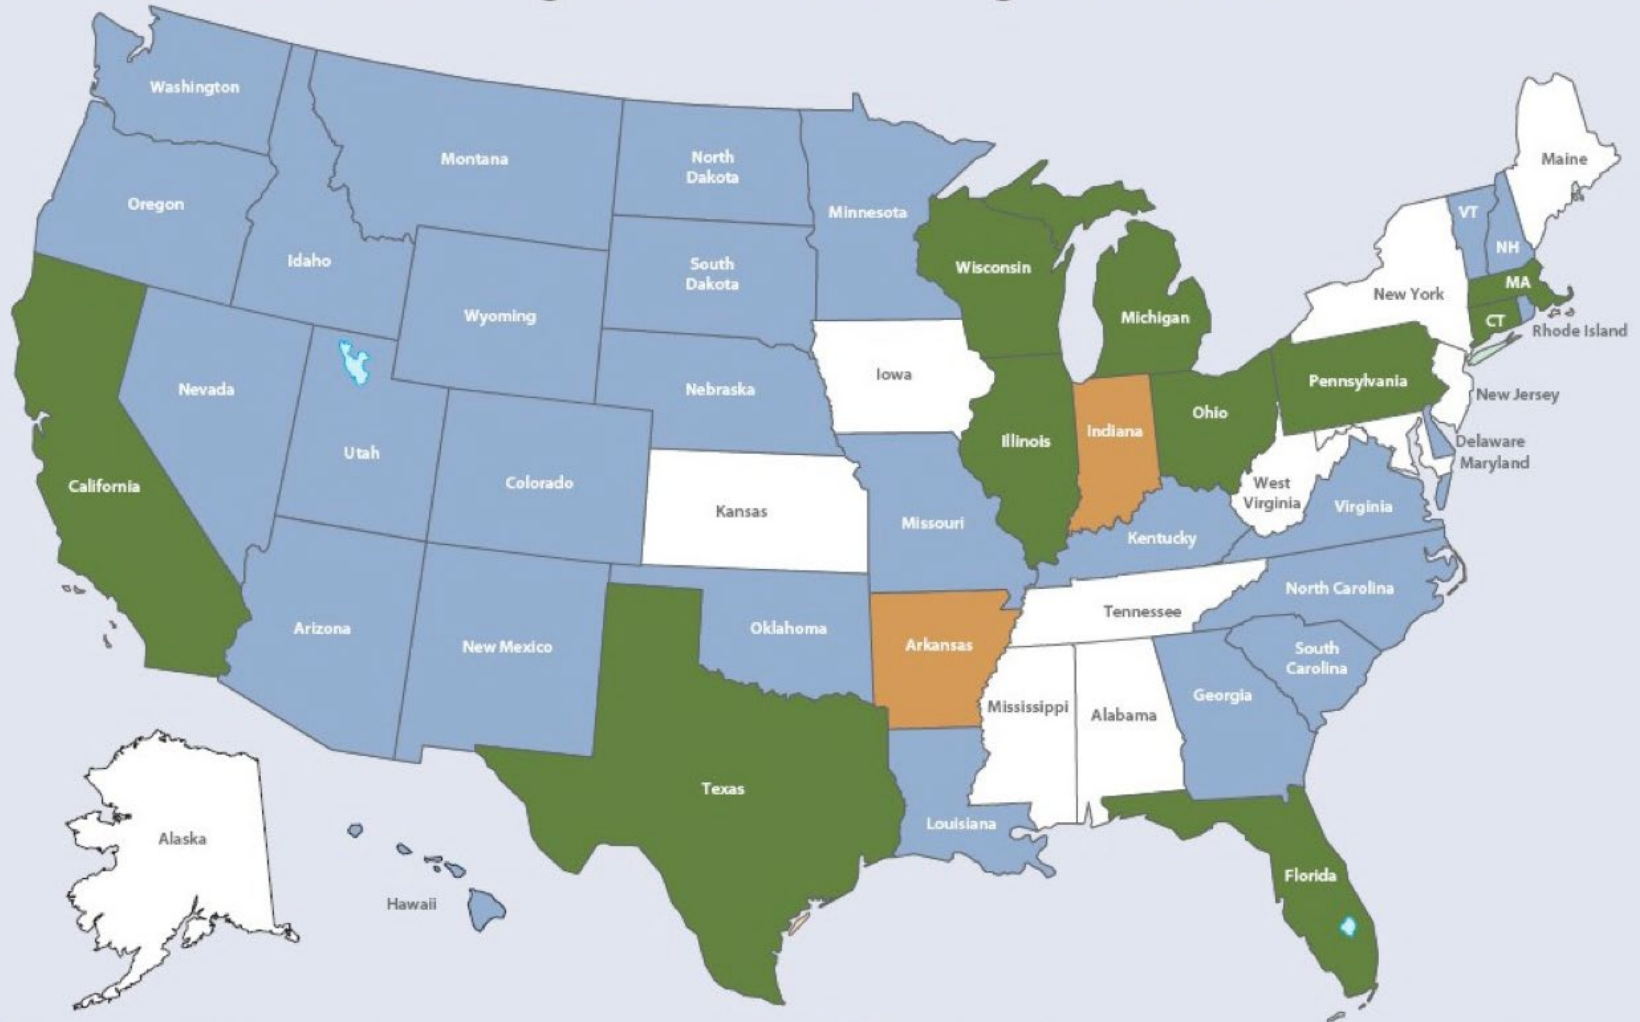 Washington
Montana
North
Dakota
Minnesota
Oregon
Idaho
Wyoming
South
Dakota
Wisconsin
Michigan
Maine
VT
NH
New York
MA
CT
Rhode Island
Nevada
Utah
Colorado
Nebraska
Iowa
Illinois
Indiana
Ohio
Pennsylvania
New Jersey
Delaware
Maryland
California
Kansas
Missouri
Kentucky
West
Virginia
Virginia
Arizona
New Mexico
Oklahoma
Arkansas
Tennessee
North Carolina
South
Carolina
Mississippi
Alabama
Georgia
Texas
Louisiana
Florida
Alaska
Hawaii